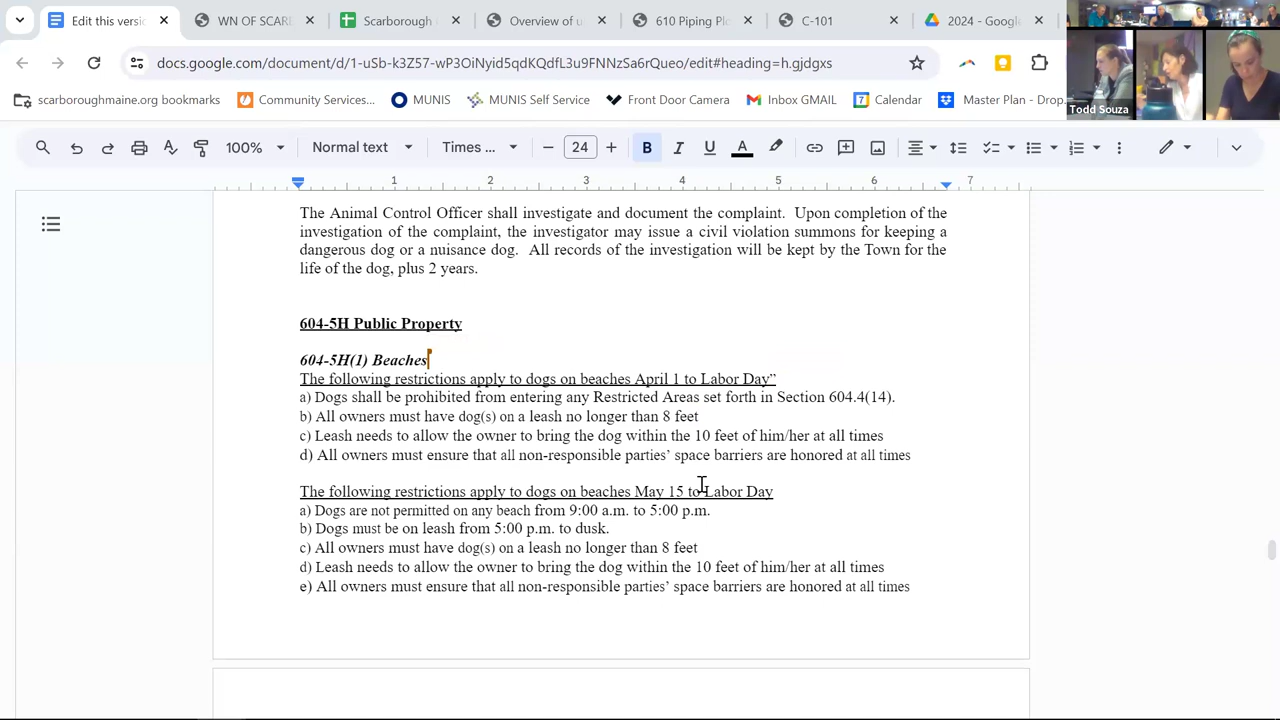 Edit this versi
WN OF SCARL
Scarborough
Overview of u
610 Piping Plo
C-101
2024 - Google
docs.google.com/document/d/1-uSb-k3Z57-wP3OiNyid5qdKQdfL3u9FNNzSa6rQueo/edit#heading=h.gjdgxs
scarboroughmaine.org bookmarks
Community Services...
MUNIS
MUNIS Self Service
Front Door Camera
Inbox GMAIL
Calendar
Master Plan - Drop...
Todd Souza
100%
Normal text
Times ...
24
B I U A
1 2 3 4 5 6 7
The Animal Control Officer shall investigate and document the complaint. Upon completion of the
investigation of the complaint, the investigator may issue a civil violation summons for keeping a
dangerous dog or a nuisance dog. All records of the investigation will be kept by the Town for the
life of the dog, plus 2 years.
604-5H Public Property
604-5H(1) Beaches
The following restrictions apply to dogs on beaches April 1 to Labor Day”
a) Dogs shall be prohibited from entering any Restricted Areas set forth in Section 604.4(14).
b) All owners must have dog(s) on a leash no longer than 8 feet
c) Leash needs to allow the owner to bring the dog within the 10 feet of him/her at all times
d) All owners must ensure that all non-responsible parties’ space barriers are honored at all times
The following restrictions apply to dogs on beaches May 15 to Labor Day
a) Dogs are not permitted on any beach from 9:00 a.m. to 5:00 p.m.
b) Dogs must be on leash from 5:00 p.m. to dusk.
c) All owners must have dog(s) on a leash no longer than 8 feet
d) Leash needs to allow the owner to bring the dog within the 10 feet of him/her at all times
e) All owners must ensure that all non-responsible parties’ space barriers are honored at all times